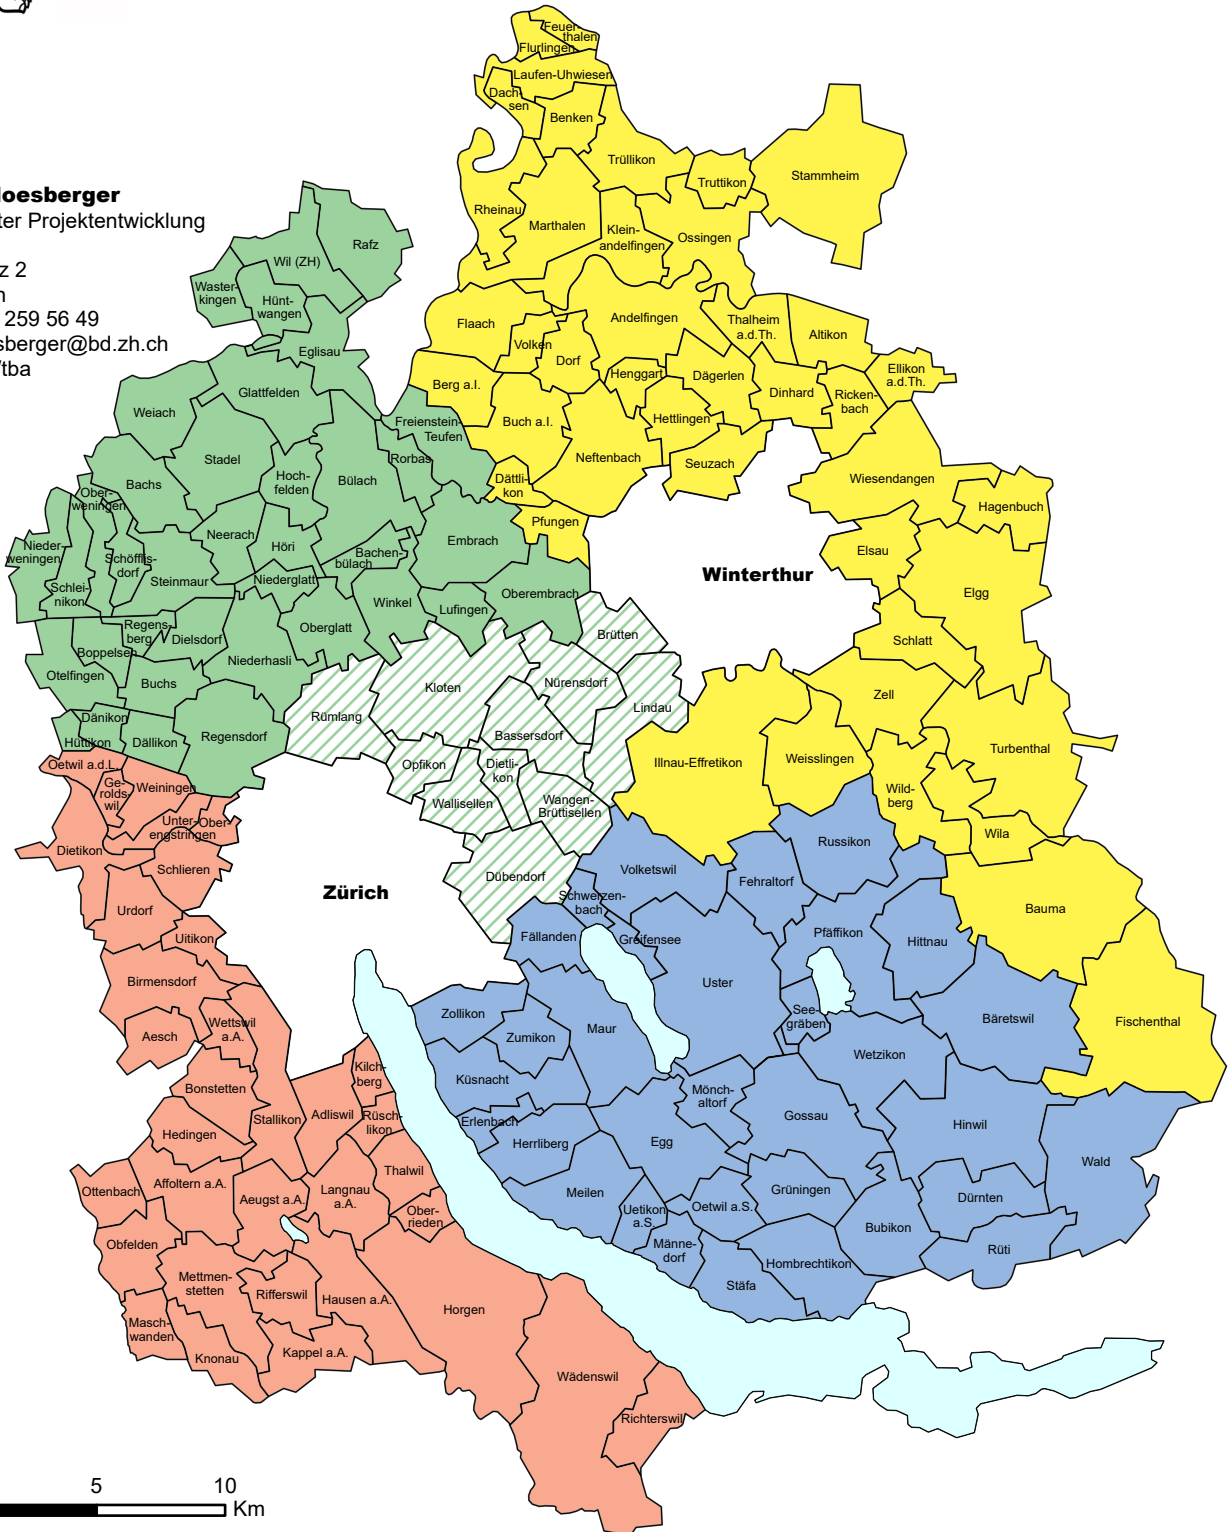 loesberger
ter Projektentwicklung
z 2
259 56 49
sberger@bd.zh.ch
/tba
Feuer-
thalen
Flurlingen
Laufen-Uhwiesen
Dach-
sen
Benken
Trüllikon
Truttikon
Stammheim
Rheinau
Marthalen
Klein-
andelfingen
Ossingen
Rafz
Wil (ZH)
Waster-
kingen
Hünt-
wangen
Eglisau
Flaach
Volken
Dorf
Andelfingen
Thalheim
a.d.Th.
Altikon
Ellikon
a.d.Th.
Berg a.I.
Henggart
Dägerlen
Dinhard
Ricken-
bach
Buch a.I.
Hettlingen
Neftenbach
Seuzach
Wiesendangen
Hagenbuch
Dättli-
kon
Pfungen
Elsau
Elgg
Schlatt
Winterthur
Glattfelden
Weiach
Freienstein-
Teufen
Rorbas
Stadel
Hoch-
felden
Bülach
Bachs
Ober-
weningen
Neerach
Höri
Bachen-
bülach
Embrach
Nieder-
weningen
Schöfflis-
dorf
Steinmaur
Niederglatt
Schlei-
nikon
Winkel
Lufingen
Oberembrach
Regens-
berg
Dielsdorf
Oberglatt
Boppelsen
Niederhasli
Otelfingen
Buchs
Dänikon
Hüttikon
Dällikon
Regensdorf
Brütten
Kloten
Nürensdorf
Lindau
Rümlang
Bassersdorf
Opfikon
Dietli-
kon
Wallisellen
Wangen-
Brüttisellen
Dübendorf
Zell
Illnau-Effretikon
Weisslingen
Turbenthal
Wild-
berg
Wila
Bauma
Fischenthal
Oetwil a.d.L.
Ge-
rolds-
wil
Weiningen
Unter-
engstringen
Ober-
Dietikon
Schlieren
Urdorf
Uitikon
Birmensdorf
Aesch
Wettswil
a.A.
Zürich
Bonstetten
Stallikon
Kilch-
berg
Adliswil
Rüsch-
likon
Hedingen
Thalwil
Ottenbach
Affoltern a.A.
Aeugst a.A.
Langnau
a.A.
Ober-
rieden
Obfelden
Mettmen-
stetten
Rifferswil
Hausen a.A.
Horgen
Masch-
wanden
Knonau
Kappel a.A.
Wädenswil
Richterswil
Russikon
Volketswil
Fehraltorf
Schwerzen-
bach
Greifensee
Pfäffikon
Hittnau
Fällanden
Uster
See-
gräben
Bäretswil
Zollikon
Zumikon
Maur
Wetzikon
Küsnacht
Mönch-
altorf
Gossau
Hinwil
Erlenbach
Herrliberg
Egg
Wald
Meilen
Grüningen
Dürnten
Uetikon
a.S.
Oetwil a.S.
Bubikon
Rüti
Männe-
dorf
Hombrechtikon
Stäfa
5 10
Km